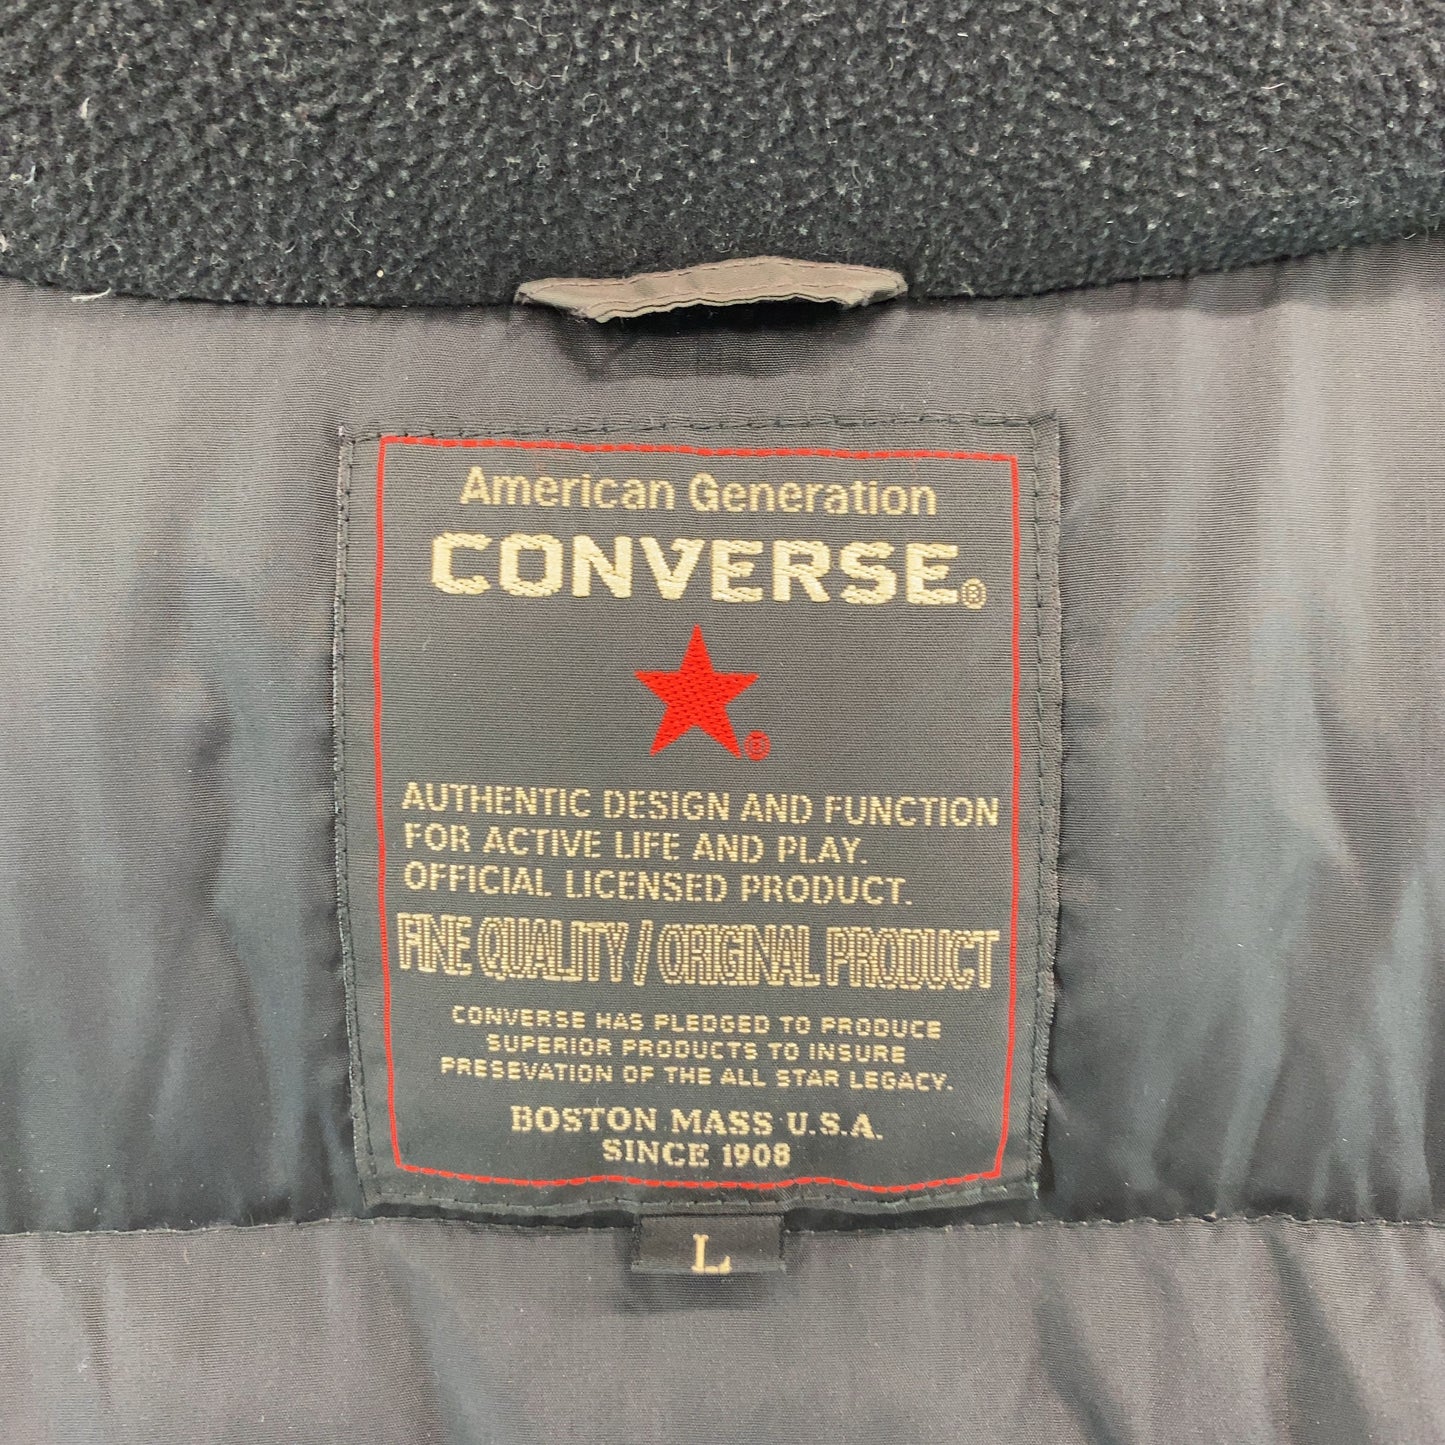 American Generation
CONVERSE®
®
AUTHENTIC DESIGN AND FUNCTION
FOR ACTIVE LIFE AND PLAY.
OFFICIAL LICENSED PRODUCT.
FINE QUALITY / ORIGINAL PRODUCT
CONVERSE HAS PLEDGED TO PRODUCE
SUPERIOR PRODUCTS TO INSURE
PRESEVATION OF THE ALL STAR LEGACY.
BOSTON MASS U.S.A.
SINCE 1908
L